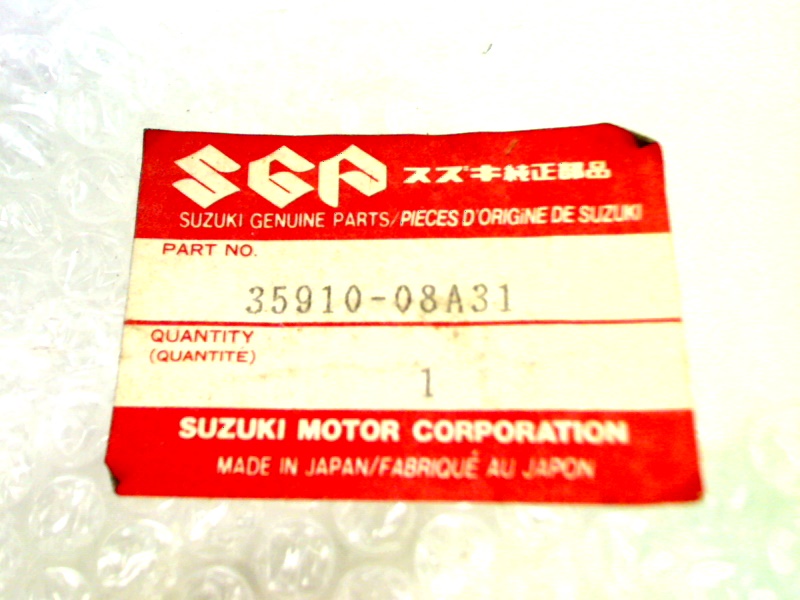 SGP スズキ純正部品
SUZUKI GENUINE PARTS/PIECES D'ORIGINE DE SUZUKI
PART NO.
35910-08A31
QUANTITY
(QUANTITÉ)
1
SUZUKI MOTOR CORPORATION
MADE IN JAPAN/FABRIQUÉ AU JAPON